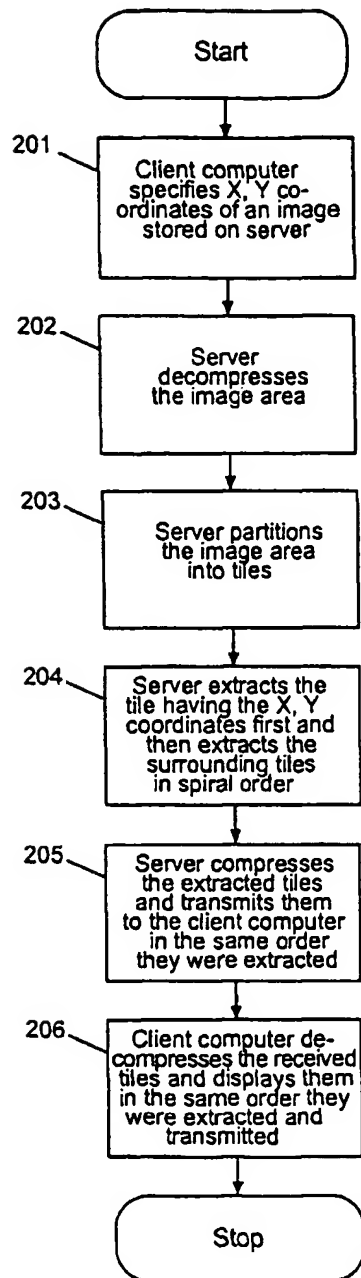 Start
201
Client computer
specifies X, Y co-
ordinates of an image
stored on server
202
Server
decompresses
the image area
203
Server partitions
the image area
into tiles
204
Server extracts the
tile having the X, Y
coordinates first and
then extracts the
surrounding tiles
in spiral order
205
Server compresses
the extracted tiles
and transmits them
to the client computer
in the same order
they were extracted
206
Client computer de-
compresses the received
tiles and displays them
in the same order they
were extracted and
transmitted
Stop